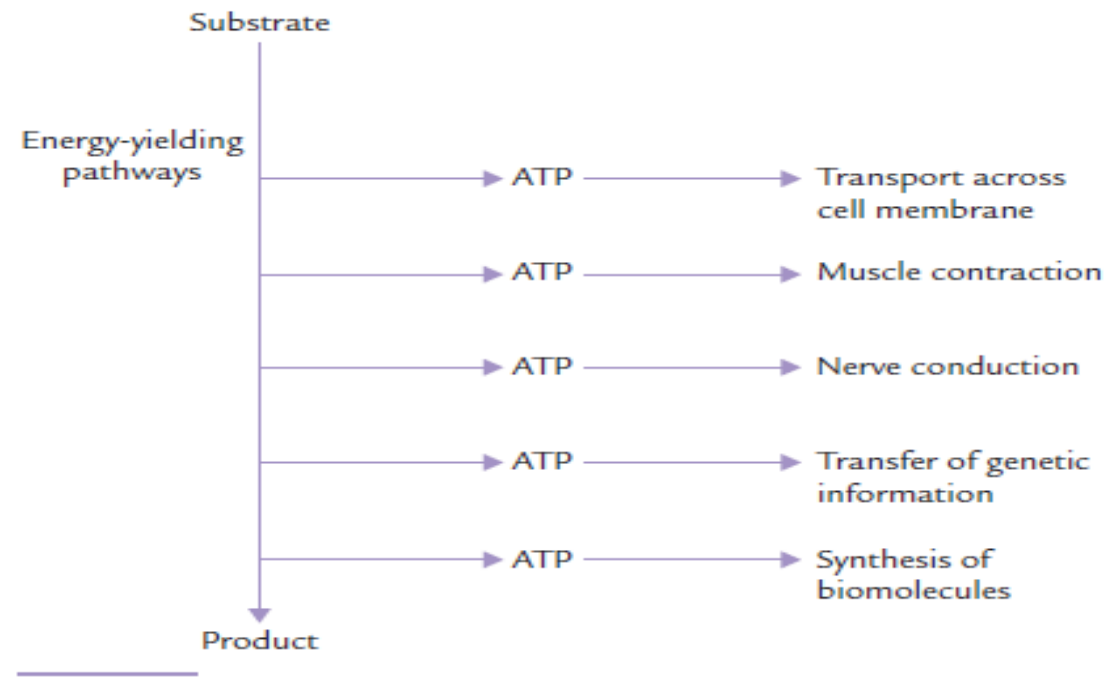 Substrate
Energy-yielding
pathways
ATP
Transport across
cell membrane
ATP
Muscle contraction
ATP
Nerve conduction
ATP
Transfer of genetic
information
ATP
Synthesis of
biomolecules
Product